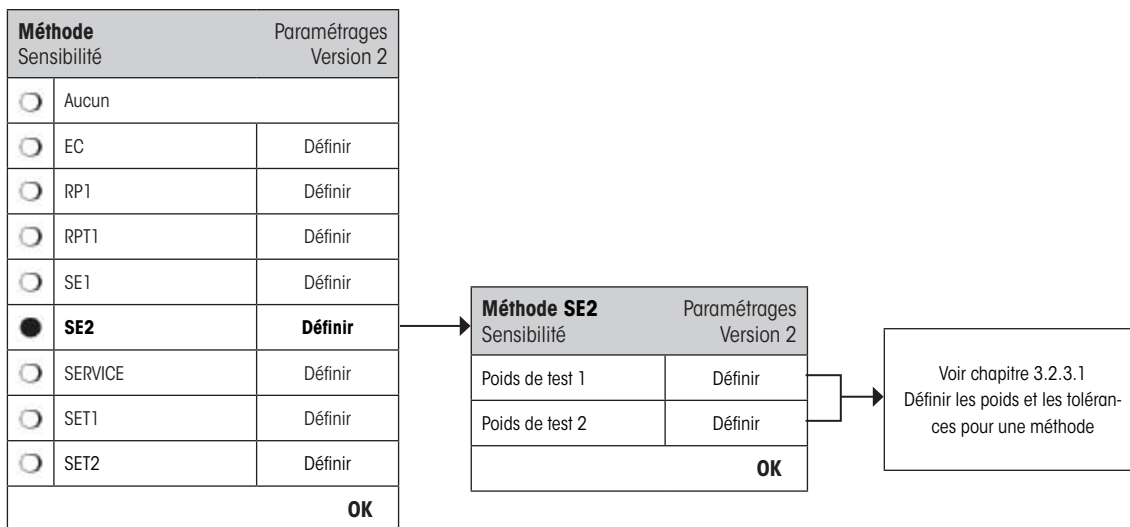 Méthode Paramétrages
Sensibilité Version 2
Aucun
EC Définir
RP1 Définir
RPT1 Définir
SE1 Définir
SE2 Définir
SERVICE Définir
SET1 Définir
SET2 Définir
OK
Méthode SE2 Paramétrages
Sensibilité Version 2
Poids de test 1 Définir
Poids de test 2 Définir
OK
Voir chapitre 3.2.3.1
Définir les poids et les toléran-
ces pour une méthode